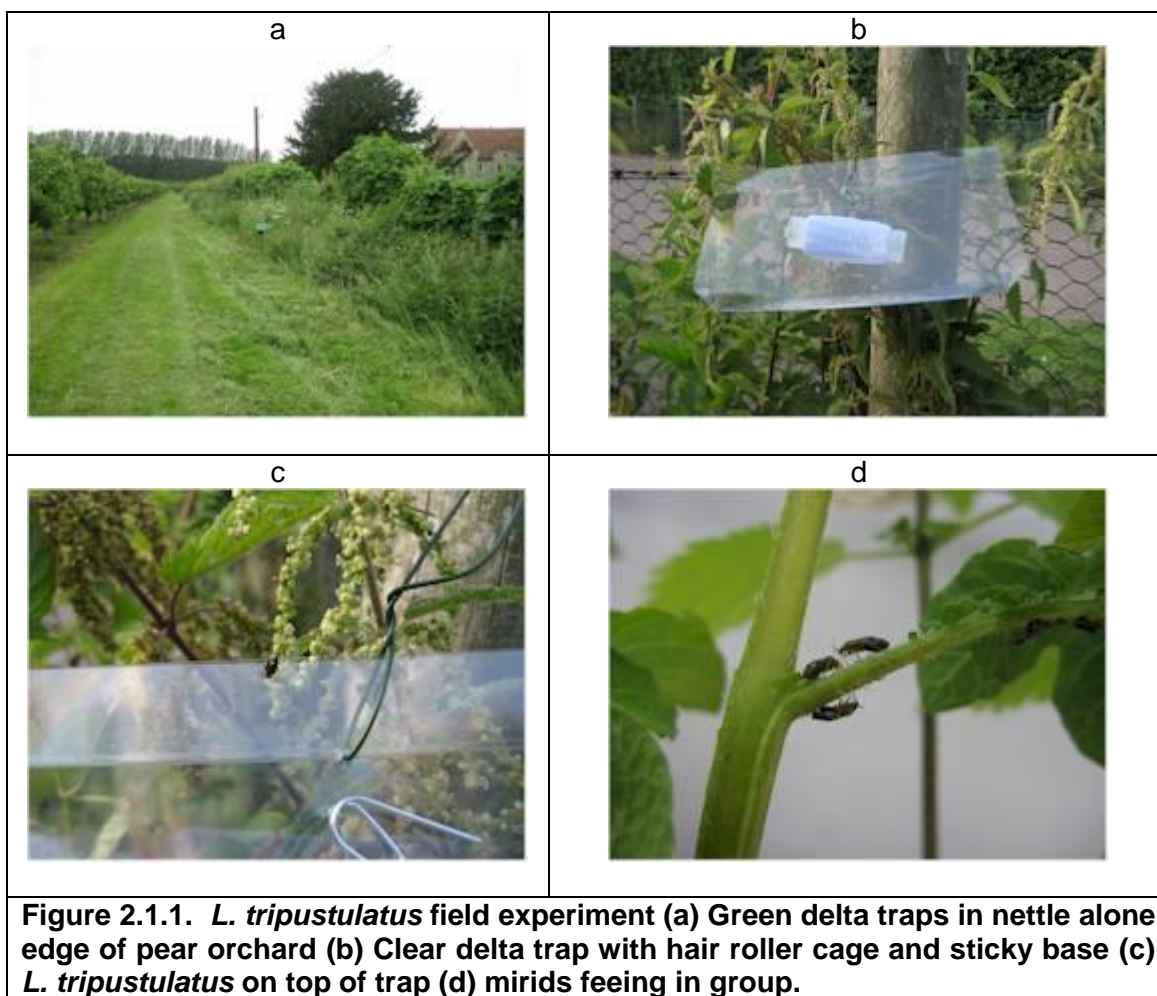 a
b
c
d
Figure 2.1.1. L. tripustulatus field experiment (a) Green delta traps in nettle alone
edge of pear orchard (b) Clear delta trap with hair roller cage and sticky base (c)
L. tripustulatus on top of trap (d) mirids feeing in group.